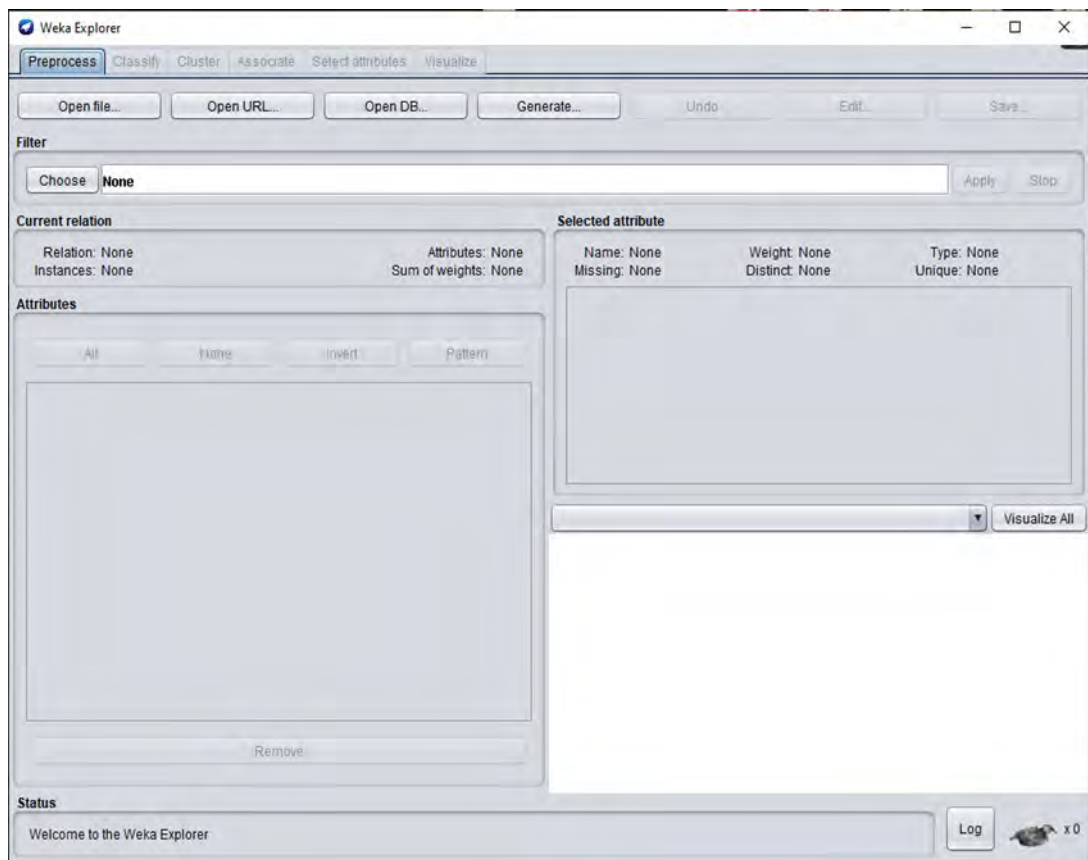 Weka Explorer
Preprocess Classify Cluster Associate Select attributes Visualize
Open file... Open URL... Open DB... Generate... Undo Edit... Save...
Filter
Choose None Apply Stop
Current relation
Relation: None Attributes: None
Instances: None Sum of weights: None
Attributes
All None Invert Pattern
Remove
Selected attribute
Name: None Weight: None Type: None
Missing: None Distinct: None Unique: None
Visualize All
Status
Welcome to the Weka Explorer
Log x 0